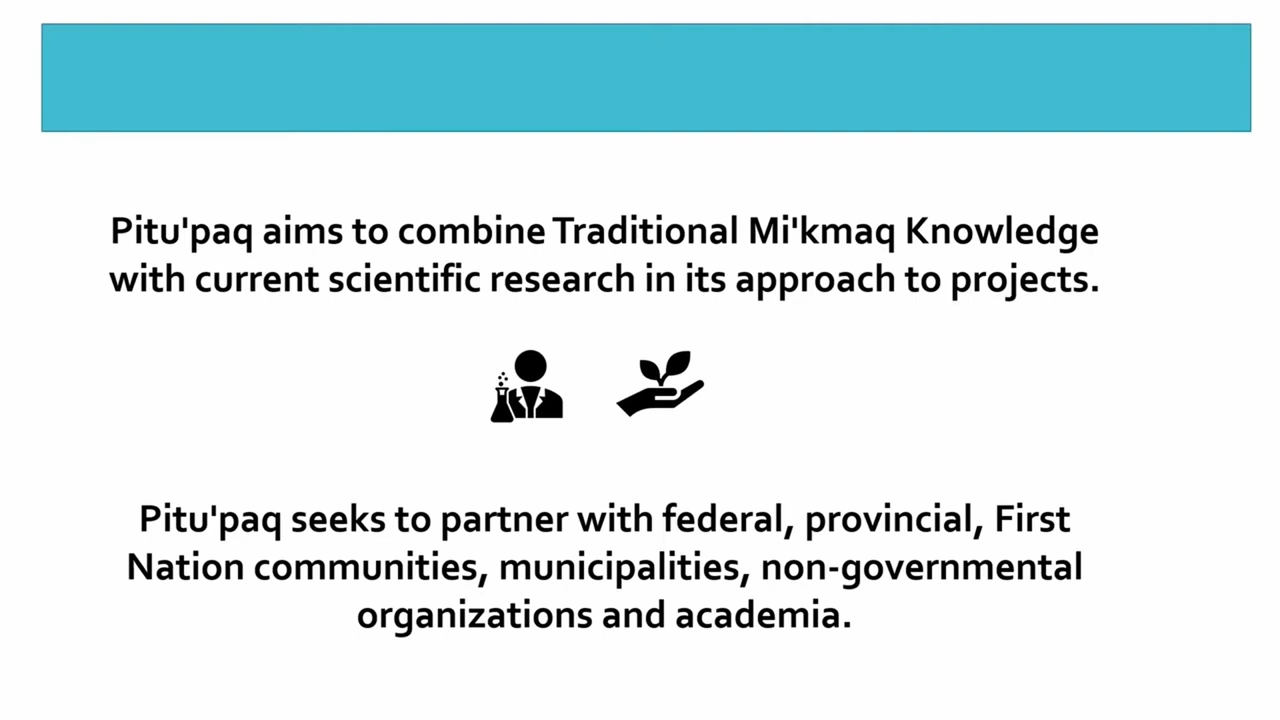 Pitu'paq aims to combine Traditional Mi'kmaq Knowledge
with current scientific research in its approach to projects.
Pitu'paq seeks to partner with federal, provincial, First
Nation communities, municipalities, non-governmental
organizations and academia.